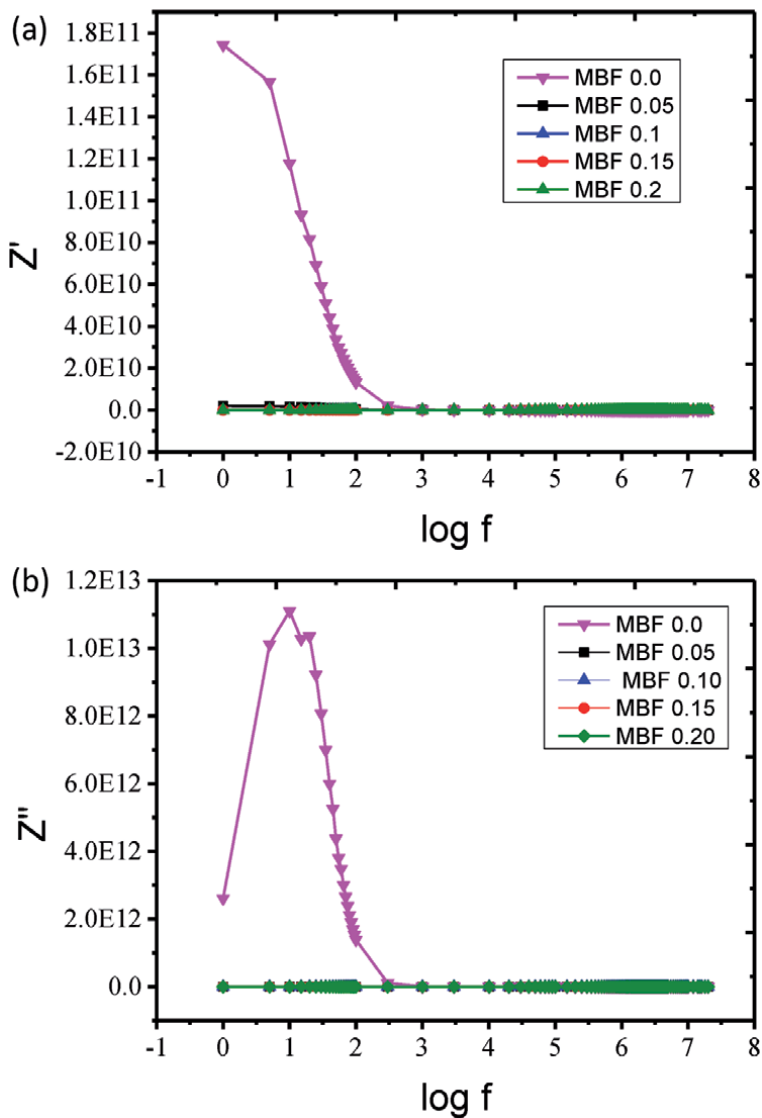 (a)
1.8E11
1.6E11
1.4E11
1.2E11
1.0E11
8.0E10
6.0E10
4.0E10
2.0E10
0.0
-2.0E10
Z'
MBF 0.0
MBF 0.05
MBF 0.1
MBF 0.15
MBF 0.2
-1 0 1 2 3 4 5 6 7 8
log f
(b)
1.2E13
1.0E13
8.0E12
6.0E12
4.0E12
2.0E12
0.0
Z"
MBF 0.0
MBF 0.05
MBF 0.10
MBF 0.15
MBF 0.20
-1 0 1 2 3 4 5 6 7 8
log f